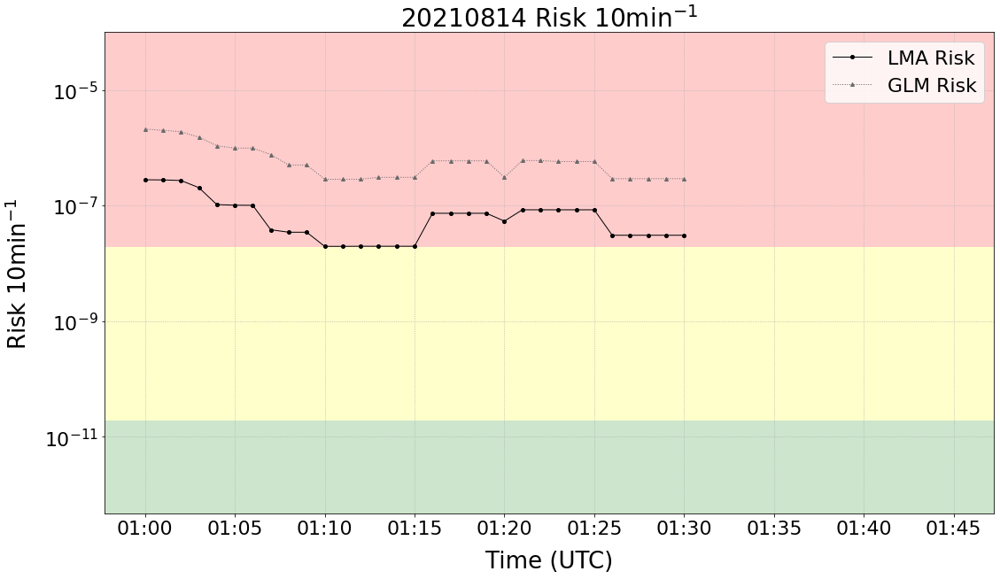 20210814 Risk 10min⁻¹
LMA Risk
GLM Risk
10⁻⁵
10⁻⁷
10⁻⁹
10⁻¹¹
Risk 10min⁻¹
01:00 01:05 01:10 01:15 01:20 01:25 01:30 01:35 01:40 01:45
Time (UTC)